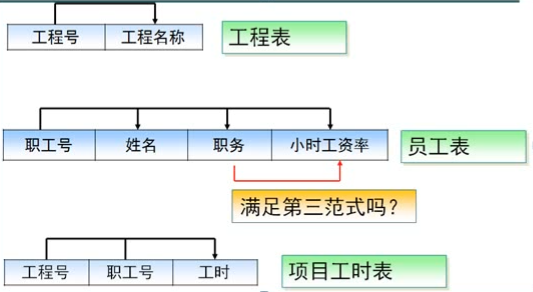 工程号 工程名称 工程表
职工号 姓名 职务 小时工资率 员工表
满足第三范式吗?
工程号 职工号 工时 项目工时表